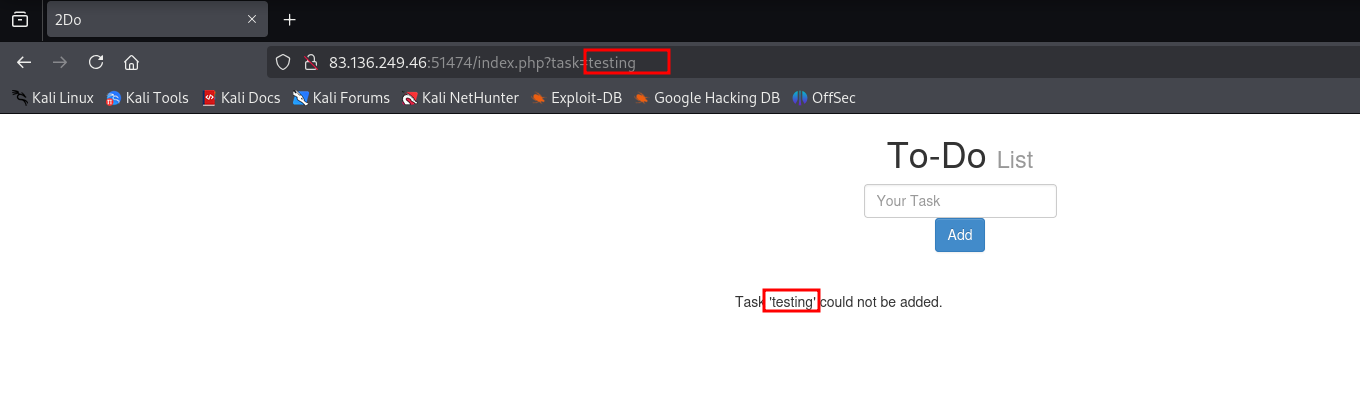 2Do
83.136.249.46:51474/index.php?task=testing
Kali Linux Kali Tools Kali Docs Kali Forums Kali NetHunter Exploit-DB Google Hacking DB OffSec
To-Do List
Your Task
Add
Task 'testing' could not be added.